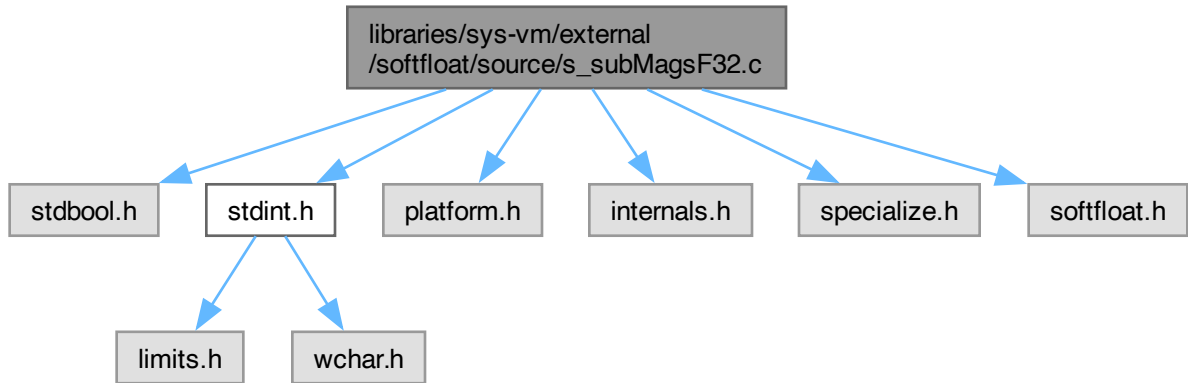 libraries/sys-vm/external
/softfloat/source/s_subMagsF32.c
stdbool.h
stdint.h
platform.h
internals.h
specialize.h
softfloat.h
limits.h
wchar.h